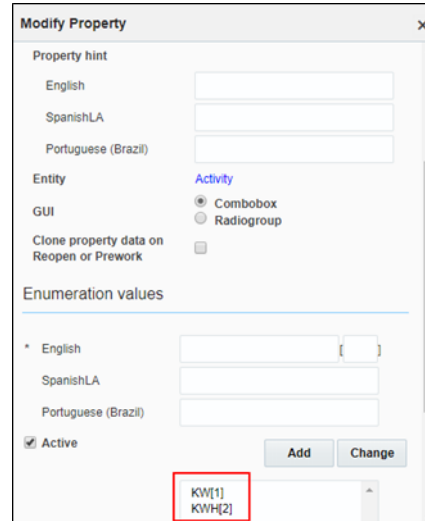 Modify Property ×
Property hint
English
SpanishLA
Portuguese (Brazil)
Entity Activity
GUI Combobox
Radiogroup
Clone property data on
Reopen or Prework
Enumeration values
* English [ ]
SpanishLA
Portuguese (Brazil)
Active Add Change
KW[1]
KWH[2]